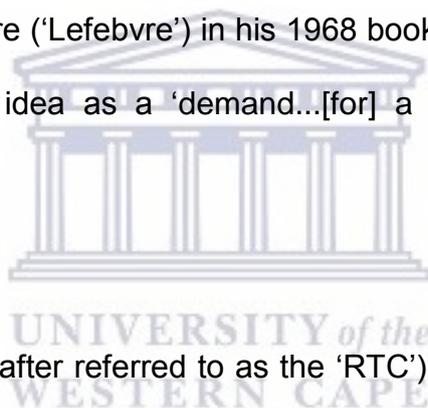 re (‘Lefebvre’) in his 1968 book
idea as a ‘demand...[for] a
UNIVERSITY of the
after referred to as the ‘RTC’)
WESTERN CAPE